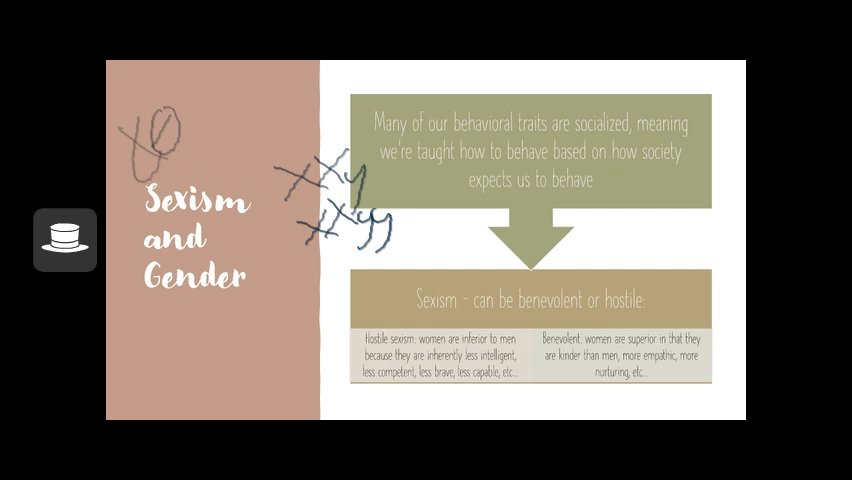 Sexism
and
Gender
xxy
xxyy
Many of our behavioral traits are socialized, meaning
we're taught how to behave based on how society
expects us to behave
Sexism - can be benevolent or hostile:
Hostile sexism: women are inferior to men
because they are inherently less intelligent,
less competent, less brave, less capable, etc...
Benevolent: women are superior in that they
are kinder than men, more empathic, more
nurturing, etc...